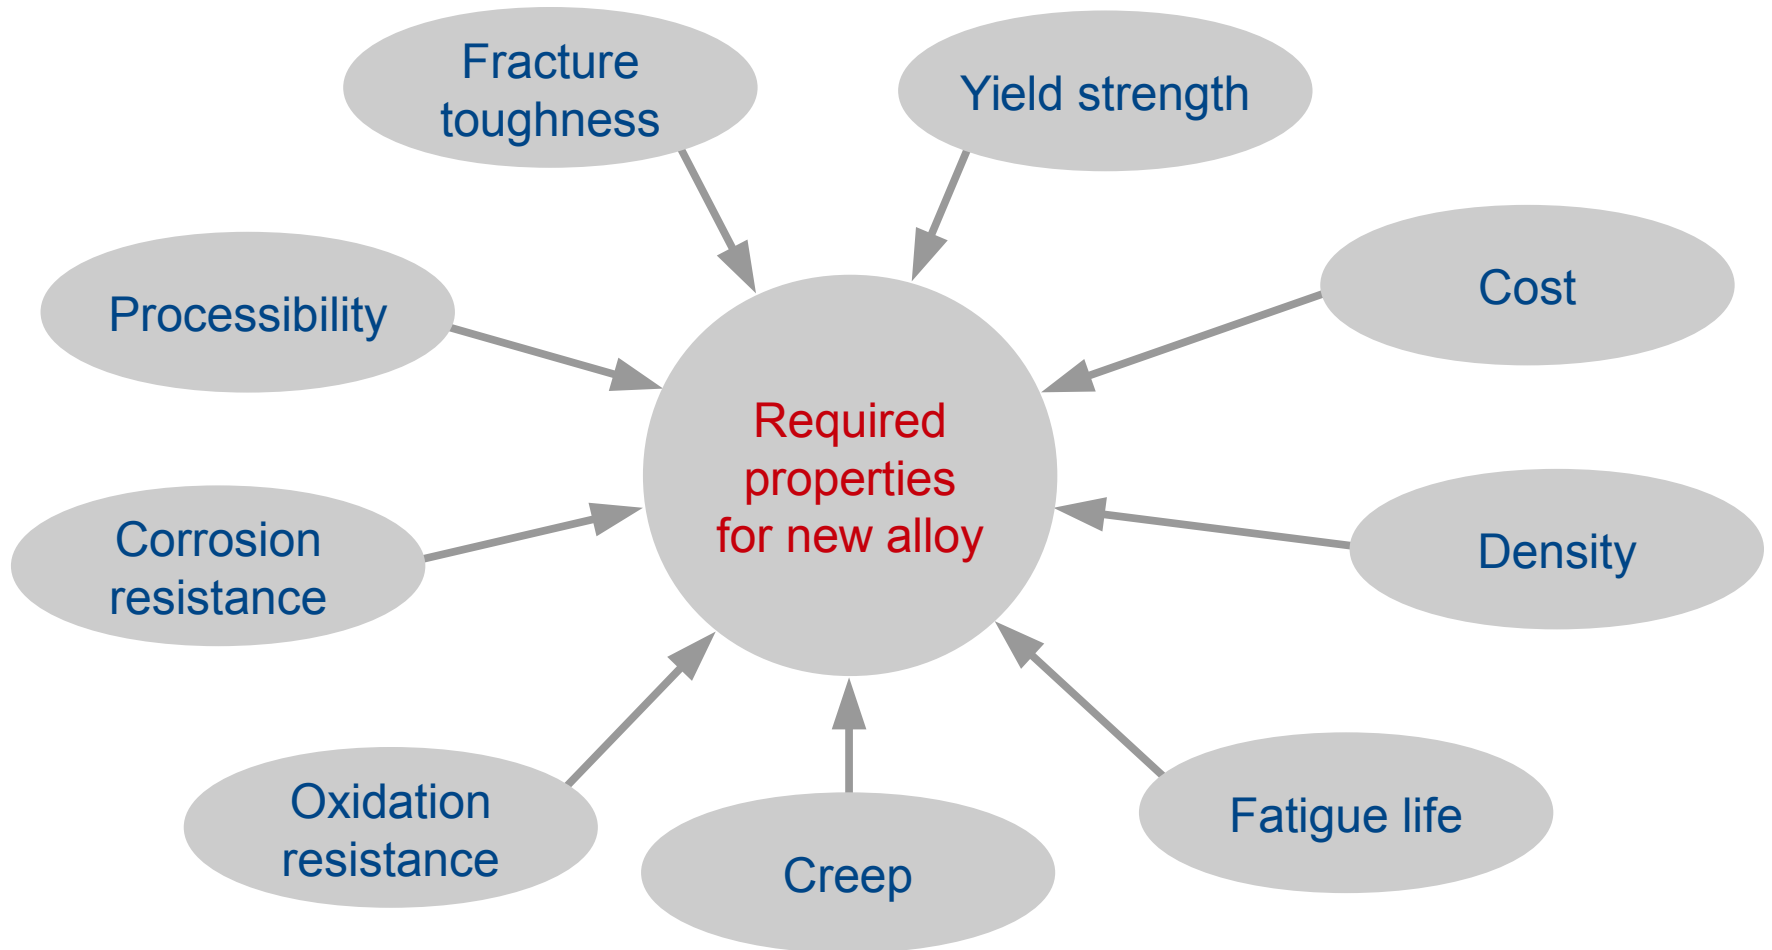 Fracture
toughness
Yield strength
Processibility
Cost
Required
properties
for new alloy
Corrosion
resistance
Density
Oxidation
resistance
Creep
Fatigue life